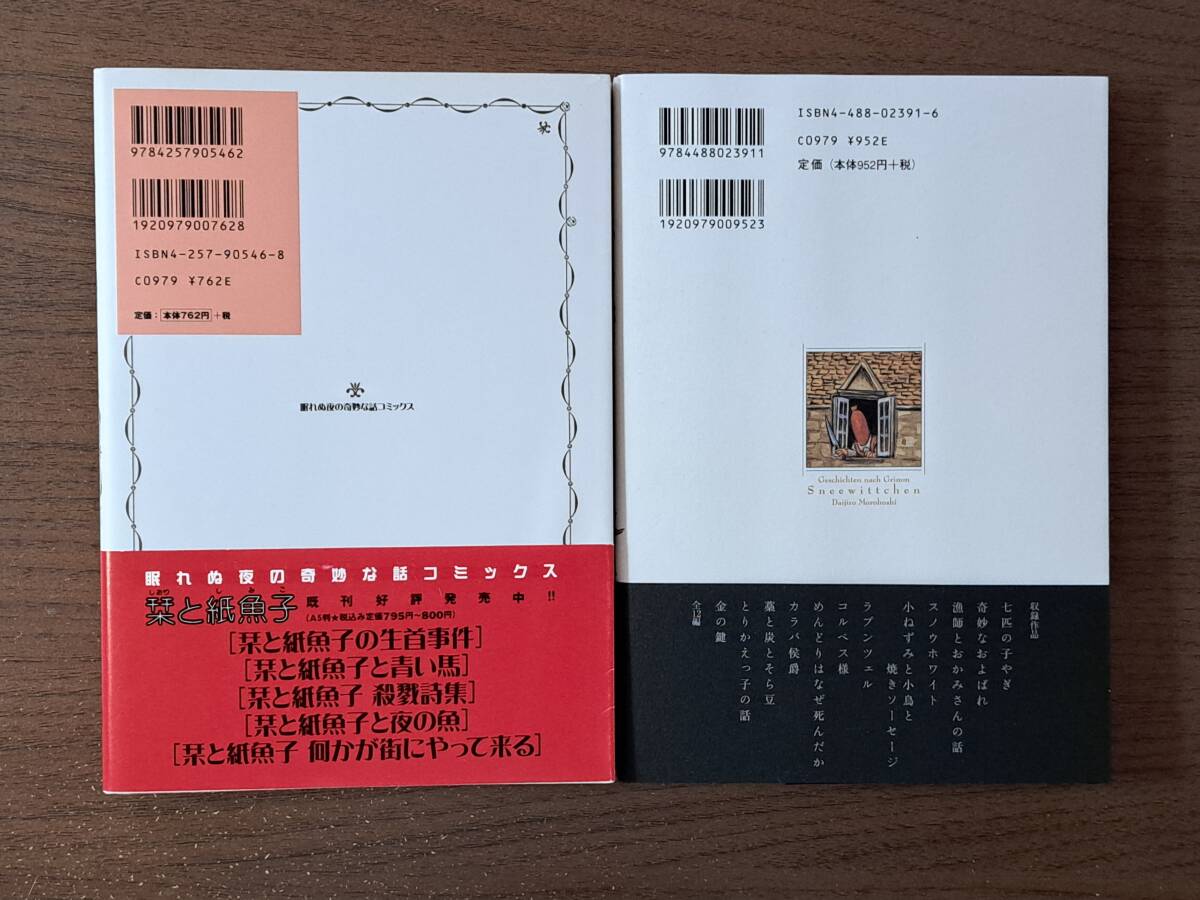 9784257905462
1920979007628
ISBN4-257-90546-8
C0979 ¥762E
定価：本体762円+税
眠れぬ夜の奇妙な話コミックス
眠れぬ夜の奇妙な話コミックス
しおり しみこ
栞と紙魚子 既刊好評発売中!!
(A5判★税込み定価795円〜800円)
[栞と紙魚子の生首事件]
[栞と紙魚子と青い馬]
[栞と紙魚子 殺戮詩集]
[栞と紙魚子と夜の魚]
[栞と紙魚子 何かが街にやって来る]
9784488023911
1920979009523
ISBN4-488-02391-6
C0979 ¥952E
定価（本体952円+税）
Geschichten nach Grimm
Sneewittchen
Daijiro Morohoshi
収録作品
七匹の子やぎ
奇妙なおよばれ
漁師とおかみさんの話
スノウホワイト
小ねずみと小鳥と
焼きソーセージ
ラプンツェル
コルベス様
めんどりはなぜ死んだか
カラバ侯爵
藁と炭とそら豆
とりかえっ子の話
金の鍵
全12編